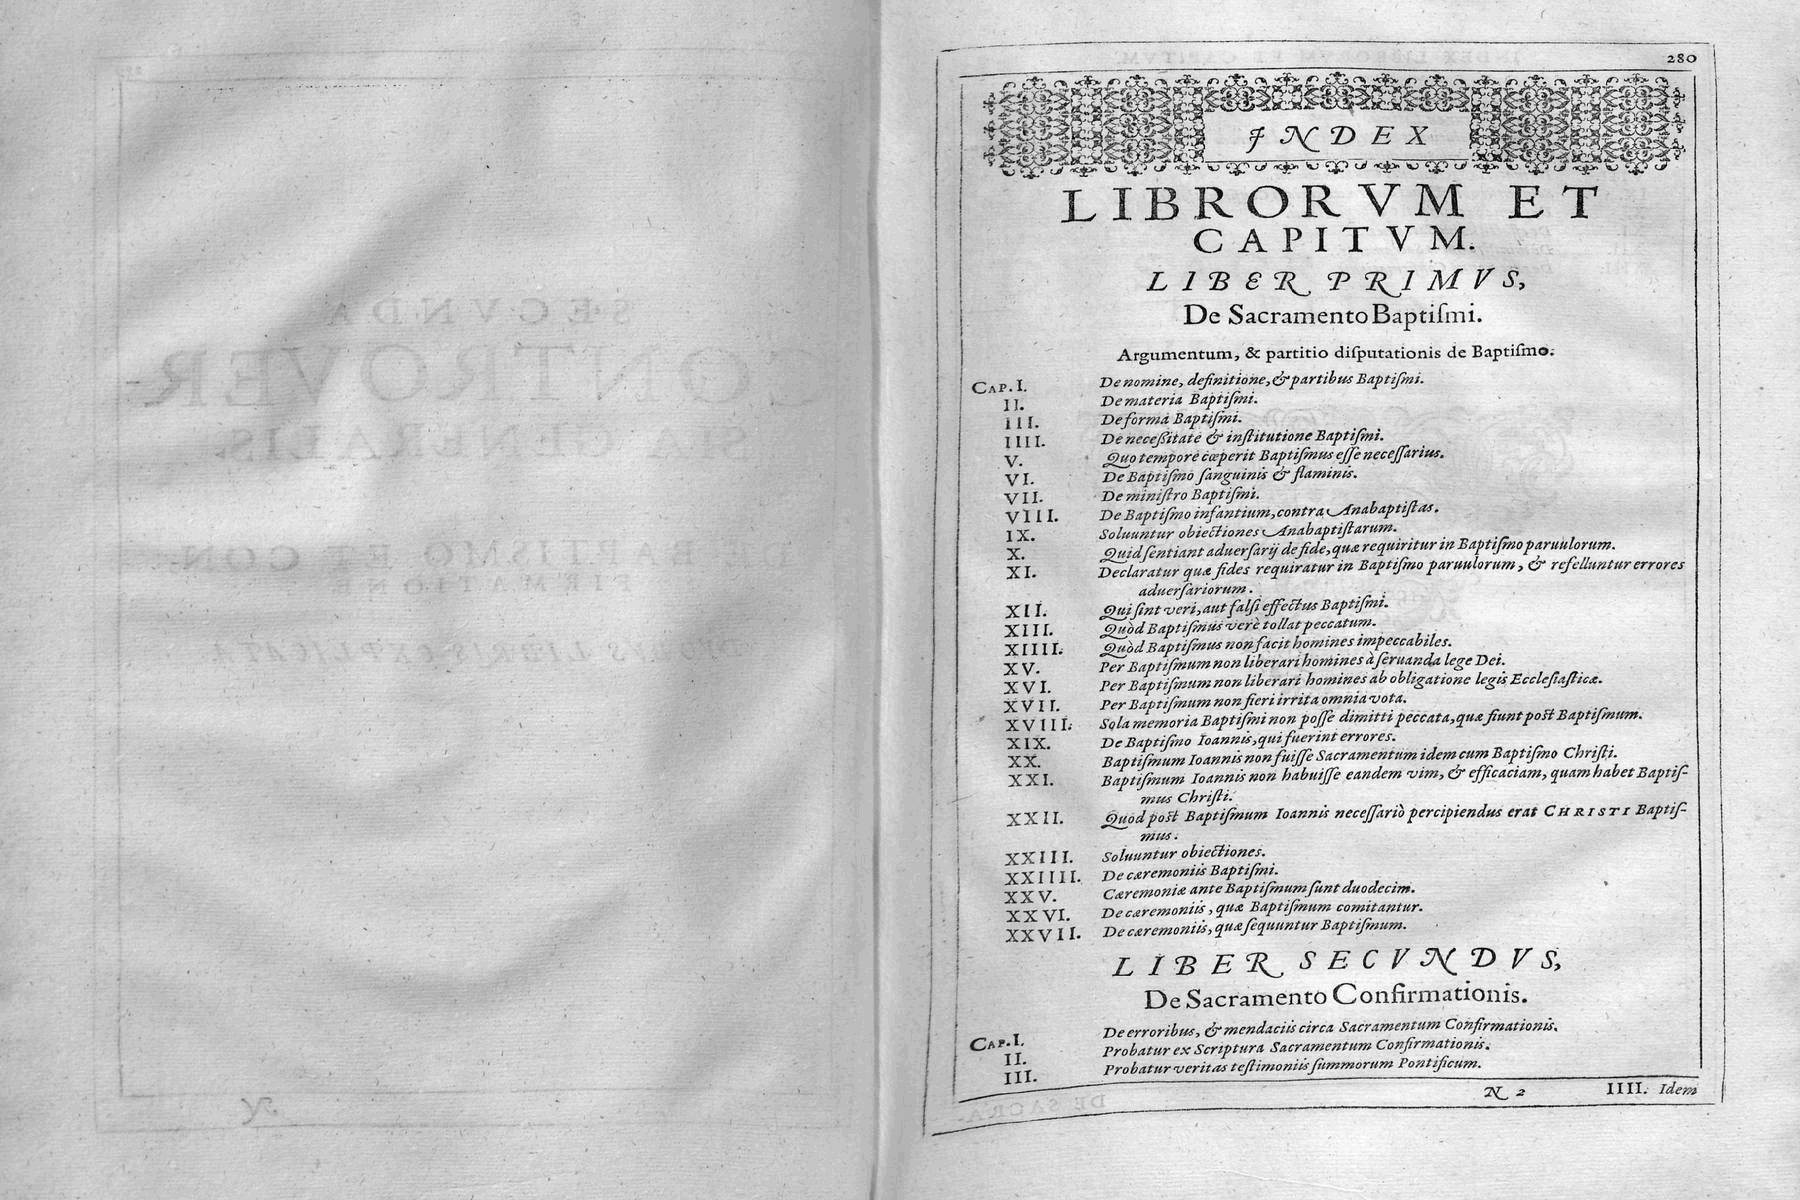 280
INDEX
LIBRORVM ET
CAPITVM.
LIBER PRIMVS,
De Sacramento Baptiſmi.
Argumentum, & partitio diſputationis de Baptiſmo.
CAP. I. De nomine, definitione, & partibus Baptiſmi.
II. De materia Baptiſmi.
III. De forma Baptiſmi.
IIII. De neceßitate & inſtitutione Baptiſmi.
V. Quo tempore cœperit Baptiſmus eſſe neceſſarius.
VI. De Baptiſmo ſanguinis & flaminis.
VII. De miniſtro Baptiſmi.
VIII. De Baptiſmo infantium, contra Anabaptiſtas.
IX. Soluuntur obiectiones Anabaptiſtarum.
X. Quid ſentiant aduerſarij de fide, quæ requiritur in Baptiſmo paruulorum.
XI. Declaratur quæ fides requiratur in Baptiſmo paruulorum, & refelluntur errores
aduerſariorum.
XII. Qui ſint veri, aut falſi effectus Baptiſmi.
XIII. Quòd Baptiſmus verè tollat peccatum.
XIIII. Quòd Baptiſmus non facit homines impeccabiles.
XV. Per Baptiſmum non liberari homines à ſeruanda lege Dei.
XVI. Per Baptiſmum non liberari homines ab obligatione legis Eccleſiaſticæ.
XVII. Per Baptiſmum non fieri irrita omnia vota.
XVIII. Sola memoria Baptiſmi non poſſe dimitti peccata, quæ fiunt poſt Baptiſmum.
XIX. De Baptiſmo Ioannis, qui fuerint errores.
XX. Baptiſmum Ioannis non fuiſſe Sacramentum idem cum Baptiſmo Chriſti.
XXI. Baptiſmum Ioannis non habuiſſe eandem vim, & efficaciam, quam habet Baptiſ-
mus Chriſti.
XXII. Quod poſt Baptiſmum Ioannis neceſſariò percipiendus erat CHRISTI Baptiſ-
mus.
XXIII. Soluuntur obiectiones.
XXIIII. De cæremoniis Baptiſmi.
XXV. Cæremoniæ ante Baptiſmum ſunt duodecim.
XXVI. De cæremoniis, quæ Baptiſmum comitantur.
XXVII. De cæremoniis, quæ ſequuntur Baptiſmum.
LIBER SECVNDVS,
De Sacramento Confirmationis.
CAP. I. De erroribus, & mendaciis circa Sacramentum Confirmationis.
II. Probatur ex Scriptura Sacramentum Confirmationis.
III. Probatur veritas teſtimoniis ſummorum Pontificum.
N 2 IIII. Idem